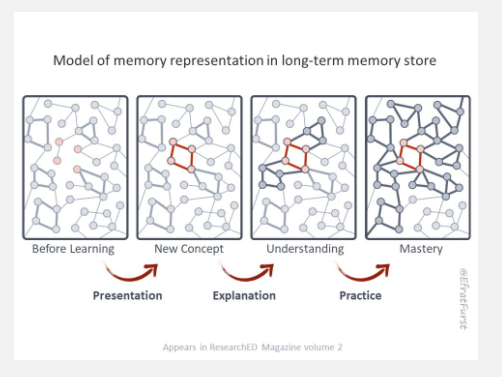 Model of memory representation in long-term memory store
Before Learning
New Concept
Understanding
Mastery
Presentation
Explanation
Practice
@EfratFurst
Appears in ResearchED Magazine volume 2